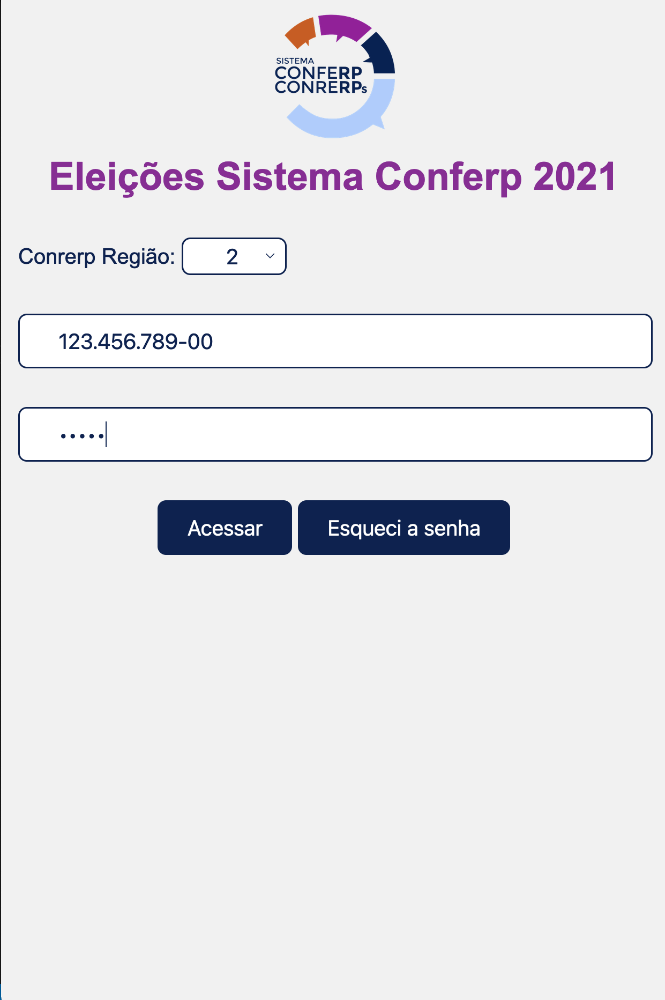 SISTEMA
CONFERP
CONRERPs
Eleições Sistema Conferp 2021
Conrerp Região: 2
123.456.789-00
•••••
Acessar Esqueci a senha